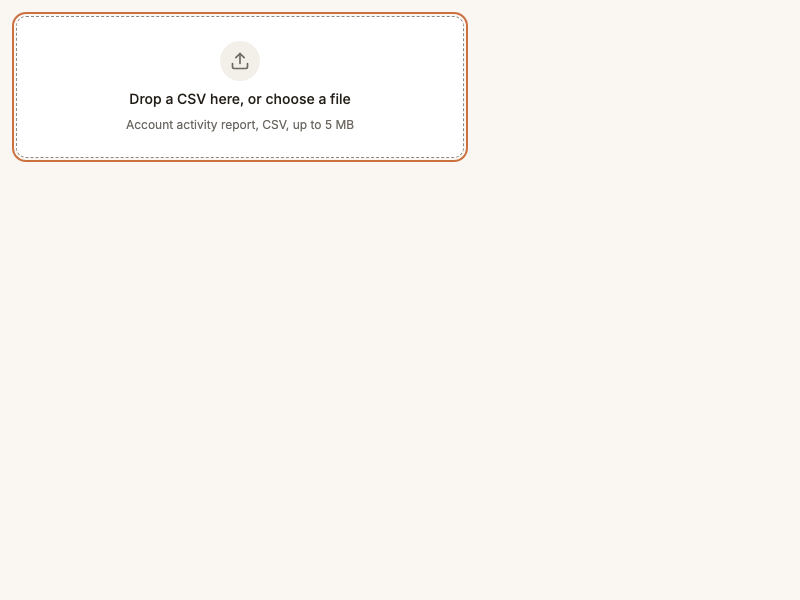 Drop a CSV here, or choose a file
Account activity report, CSV, up to 5 MB